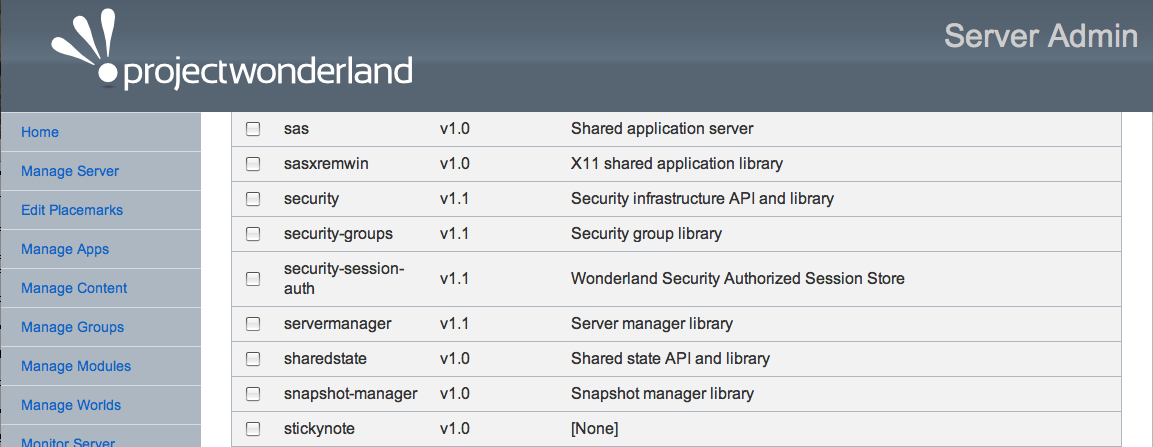 projectwonderland
Server Admin
Home
Manage Server
Edit Placemarks
Manage Apps
Manage Content
Manage Groups
Manage Modules
Manage Worlds
Monitor Server
sas v1.0 Shared application server
sasxremwin v1.0 X11 shared application library
security v1.1 Security infrastructure API and library
security-groups v1.1 Security group library
security-session-
auth v1.1 Wonderland Security Authorized Session Store
servermanager v1.1 Server manager library
sharedstate v1.0 Shared state API and library
snapshot-manager v1.0 Snapshot manager library
stickynote v1.0 [None]